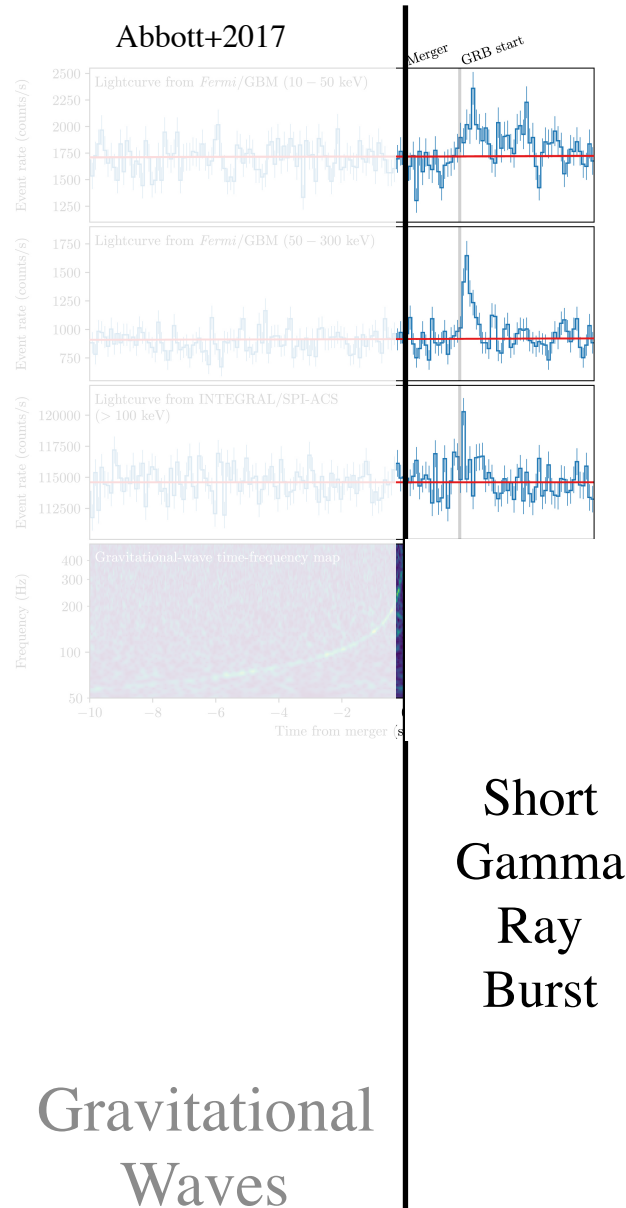 Abbott+2017
Merger
GRB start
Lightcurve from Fermi/GBM (10 − 50 keV)
Event rate (counts/s)
2500
2250
2000
1750
1500
1250
Lightcurve from Fermi/GBM (50 − 300 keV)
Event rate (counts/s)
1750
1500
1250
1000
750
Lightcurve from INTEGRAL/SPI-ACS
(> 100 keV)
Event rate (counts/s)
120000
117500
115000
112500
Gravitational-wave time-frequency map
Frequency (Hz)
400
300
200
100
50
−10 −8 −6 −4 −2
Time from merger (s
Short
Gamma
Ray
Burst
Gravitational
Waves